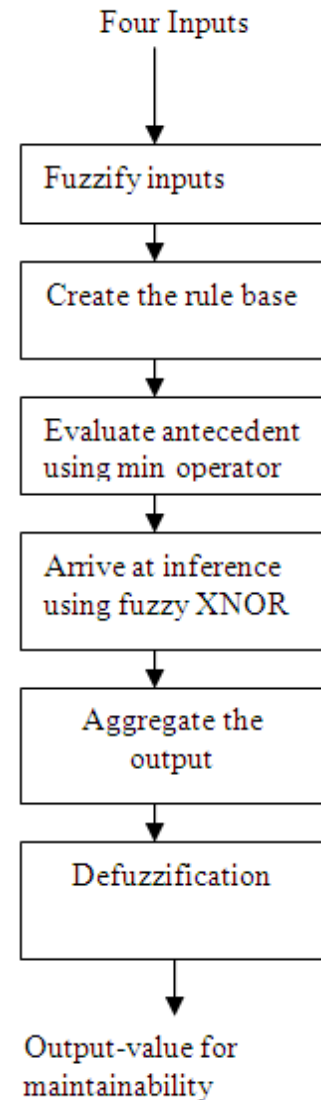 Four Inputs
Fuzzify inputs
Create the rule base
Evaluate antecedent
using min operator
Arrive at inference
using fuzzy XNOR
Aggregate the
output
Defuzzification
Output-value for
maintainability